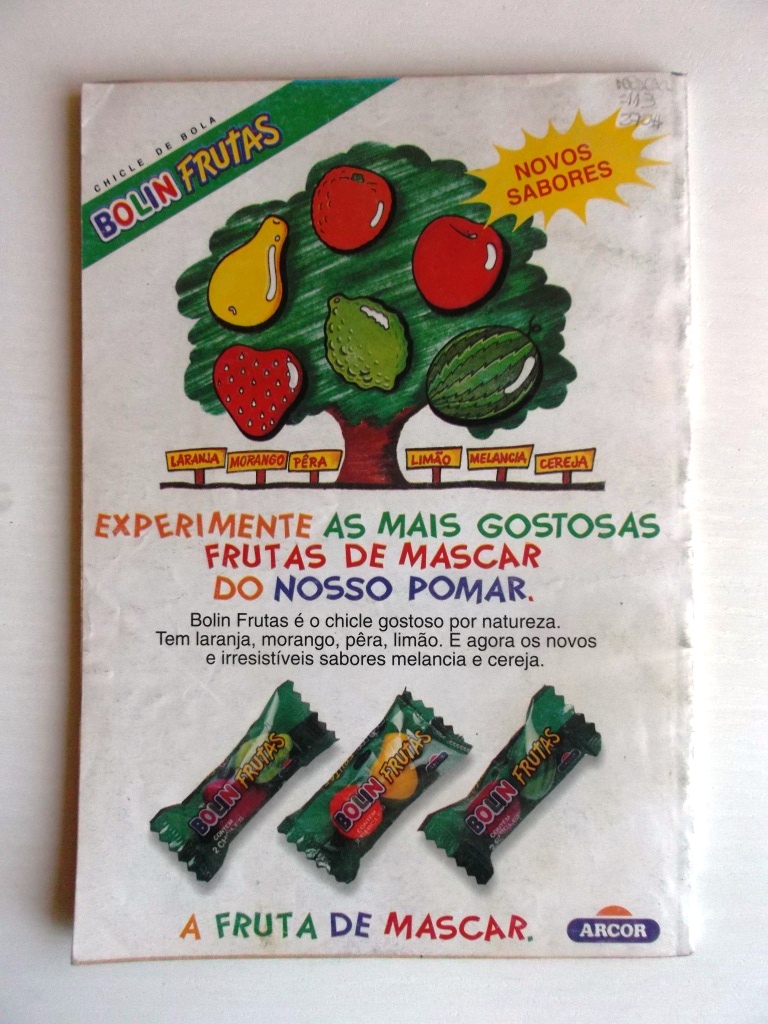 CHICLE DE BOLA
BOLIN FRUTAS
NOVOS
SABORES
LARANJA MORANGO PÊRA LIMÃO MELANCIA CEREJA
EXPERIMENTE AS MAIS GOSTOSAS
FRUTAS DE MASCAR
DO NOSSO POMAR.
Bolin Frutas é o chicle gostoso por natureza.
Tem laranja, morango, pêra, limão. E agora os novos
e irresistíveis sabores melancia e cereja.
BOLIN FRUTAS
CONTÉM
BOLIN FRUTAS
CONTÉM
BOLIN FRUTAS
A FRUTA DE MASCAR.
ARCOR